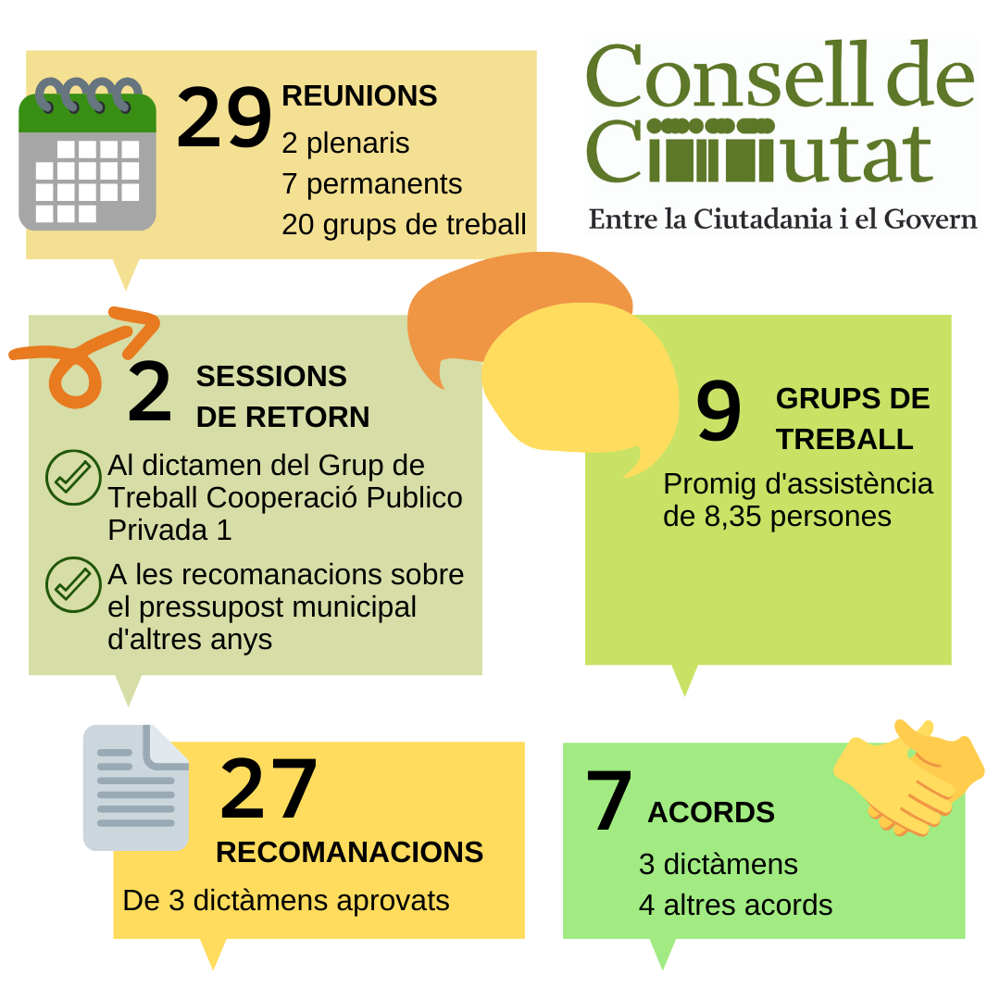 29 REUNIONS
2 plenaris
7 permanents
20 grups de treball
Consell de
Ciutat
Entre la Ciutadania i el Govern
2 SESSIONS
DE RETORN
Al dictamen del Grup de
Treball Cooperació Publico
Privada 1
A les recomanacions sobre
el pressupost municipal
d'altres anys
9 GRUPS DE
TREBALL
Promig d'assistència
de 8,35 persones
27
RECOMANACIONS
De 3 dictàmens aprovats
7 ACORDS
3 dictàmens
4 altres acords